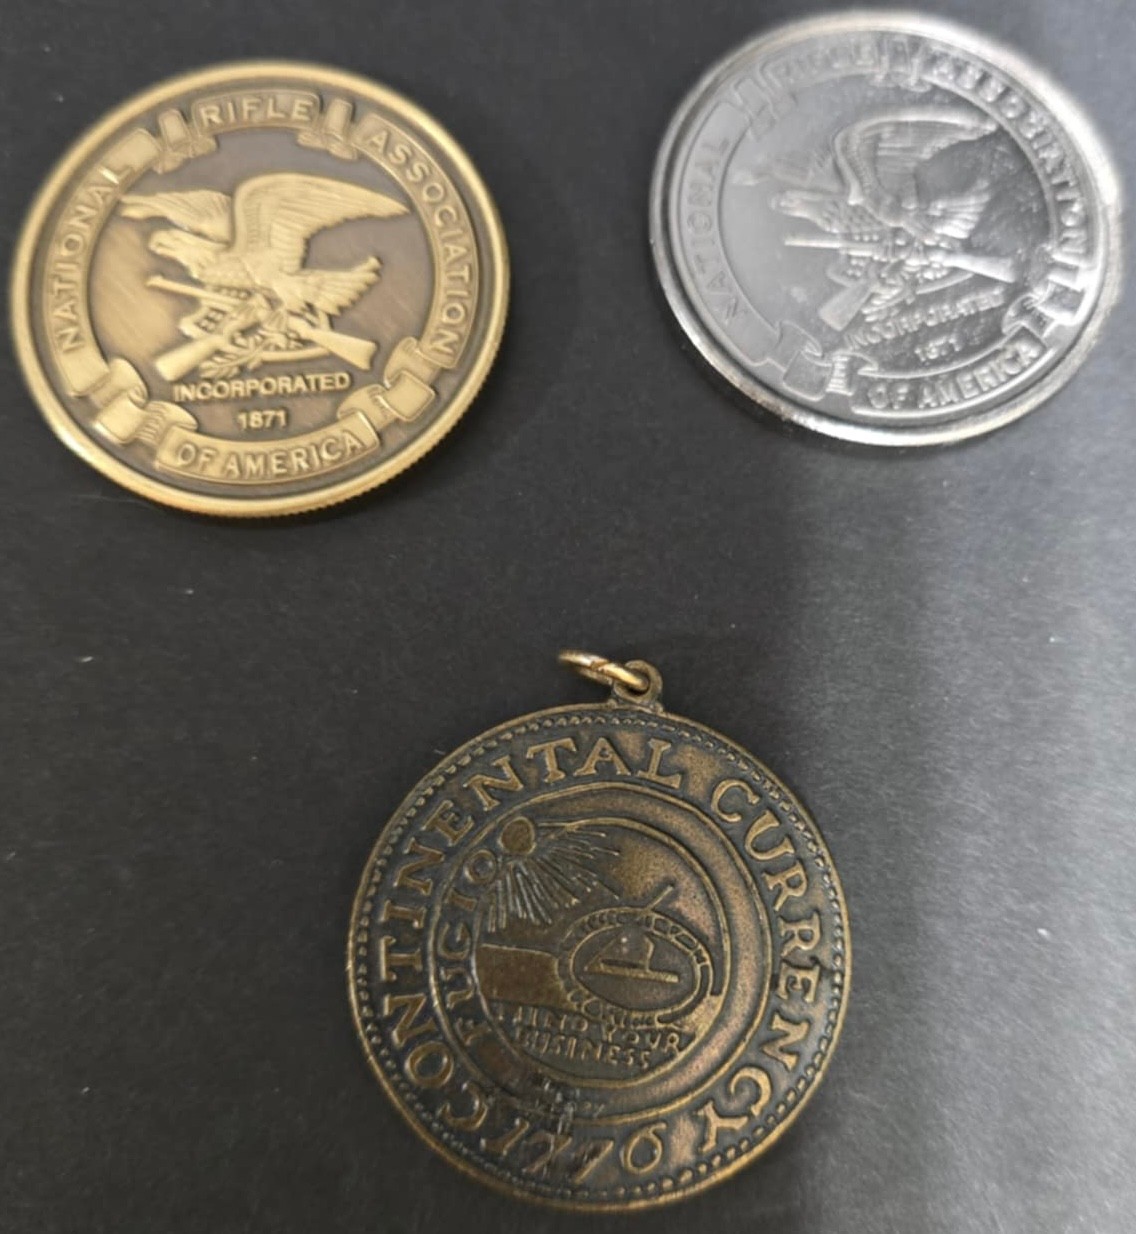 NATIONAL RIFLE ASSOCIATION
INCORPORATED
1871
OF AMERICA
NATIONAL RIFLE ASSOCIATION
INCORPORATED
1871
OF AMERICA
CONTINENTAL CURRENCY
1776
FUGIO
MIND YOUR
BUSINESS